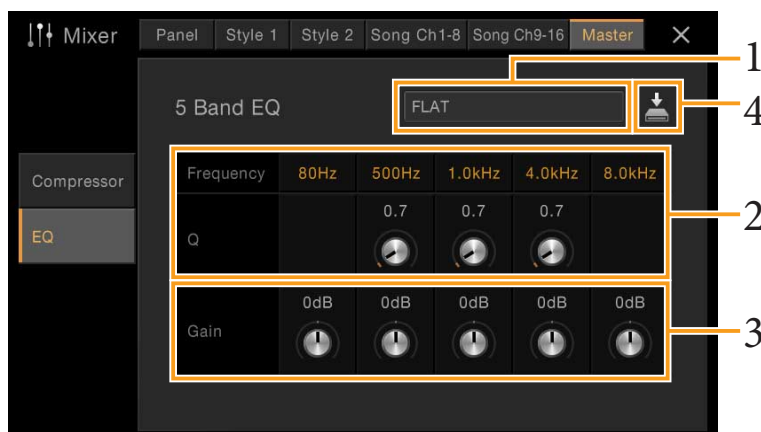 Mixer Panel Style 1 Style 2 Song Ch1-8 Song Ch9-16 Master
1
5 Band EQ FLAT 4
Compressor Frequency 80Hz 500Hz 1.0kHz 4.0kHz 8.0kHz
0.7 0.7 0.7 2
EQ Q
0dB 0dB 0dB 0dB 0dB
Gain 3